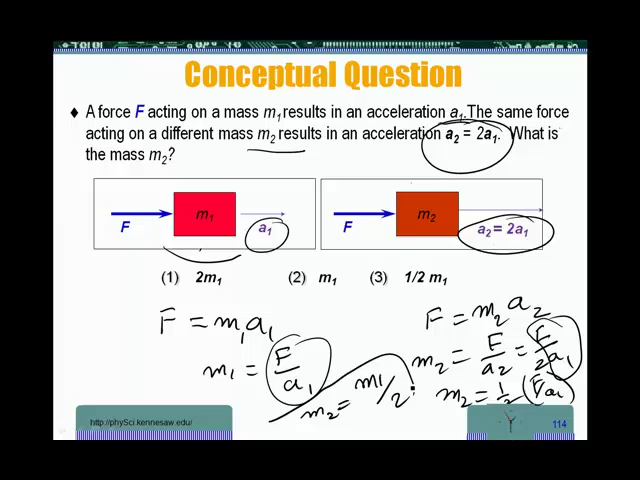 Conceptual Question
♦ A force F acting on a mass m₁ results in an acceleration a₁. The same force
acting on a different mass m₂ results in an acceleration a₂ = 2a₁. What is
the mass m₂?
m₁
F
a₁
m₂
F
a₂ = 2a₁
(1) 2m₁ (2) m₁ (3) 1/2 m₁
F = m₁a₁
m₁ = F/a₁
m₂ = m₁/2
F = m₂a₂
m₂ = F/a₂ = F/2a₁
m₂ = 1/2 (F/a₁)
http://phySci.kennesaw.edu/
114